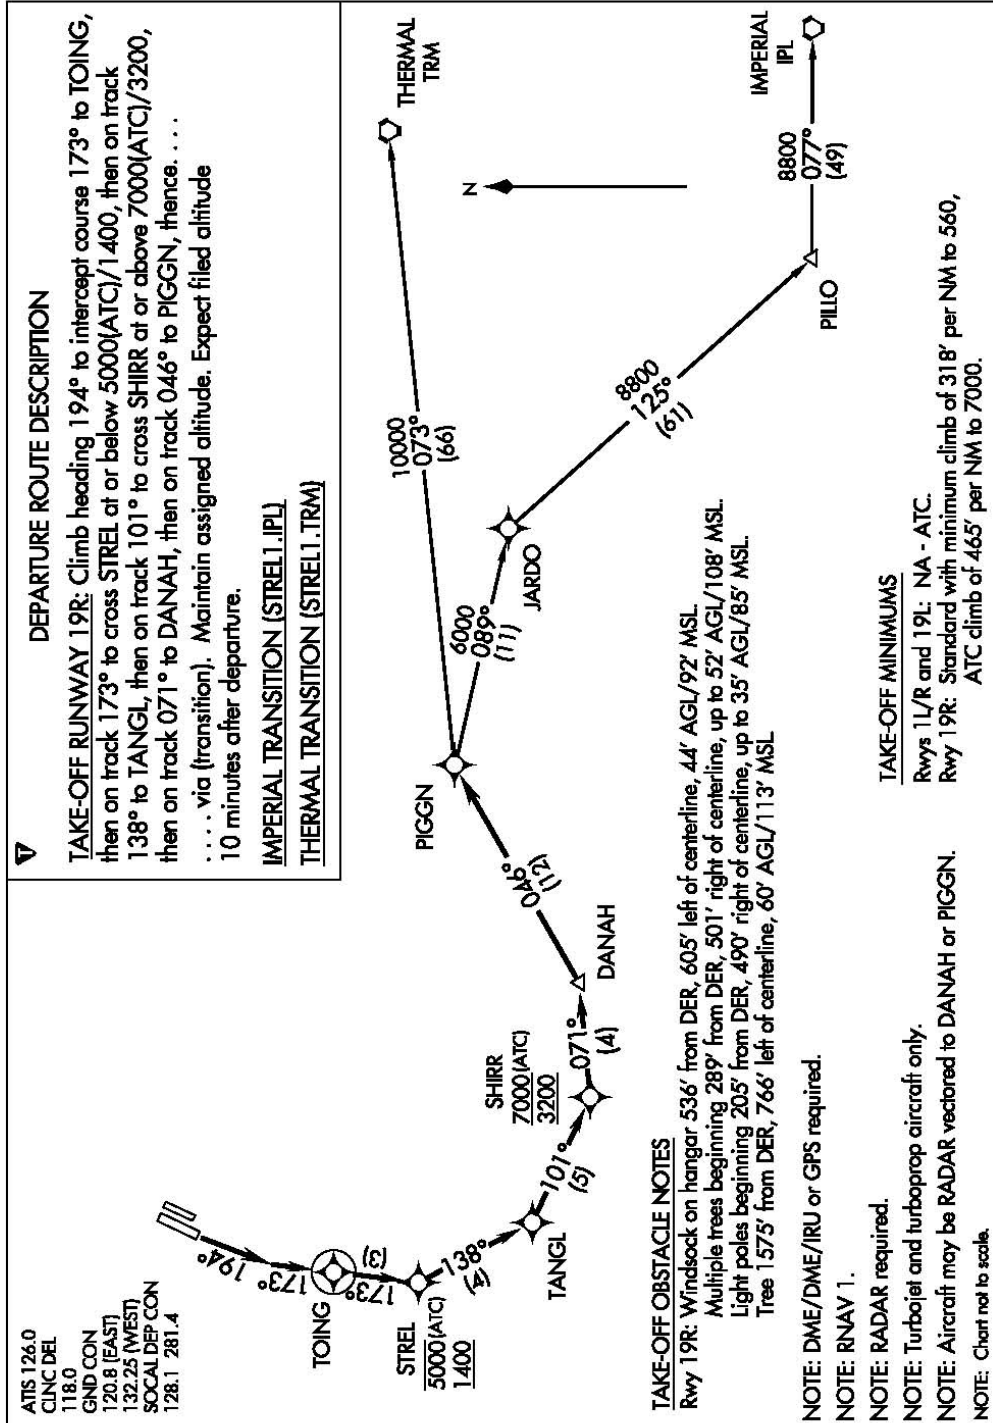 ATIS 126.0
CLNC DEL
118.0
GND CON
120.8 (EAST)
132.25 (WEST)
SOCAL DEP CON
128.1 281.4
DEPARTURE ROUTE DESCRIPTION
TAKE-OFF RUNWAY 19R: Climb heading 194° to intercept course 173° to TOING,
then on track 173° to cross STREL at or below 5000(ATC)/1400, then on track
138° to TANGL, then on track 101° to cross SHIRR at or above 7000(ATC)/3200,
then on track 071° to DANAH, then on track 046° to PIGGN, thence. . . .
. . . . via (transition). Maintain assigned altitude. Expect filed altitude
10 minutes after departure.
IMPERIAL TRANSITION (STREL1.IPL)
THERMAL TRANSITION (STREL1.TRM)
194°
173°
TOING
173°
(3)
STREL
5000(ATC)
1400
138°
(4)
TANGL
101°
(5)
SHIRR
7000(ATC)
3200
071°
(4)
DANAH
046°
(12)
PIGGN
10000
073°
(66)
THERMAL
TRM
6000
089°
(11)
JARDO
8800
125°
(61)
PILLO
8800
077°
(49)
IMPERIAL
IPL
N
TAKE-OFF OBSTACLE NOTES
Rwy 19R: Windsock on hangar 536' from DER, 605' left of centerline, 44' AGL/92' MSL.
Multiple trees beginning 289' from DER, 501' right of centerline, up to 52' AGL/108' MSL.
Light poles beginning 205' from DER, 490' right of centerline, up to 35' AGL/85' MSL.
Tree 1575' from DER, 766' left of centerline, 60' AGL/113' MSL
NOTE: DME/DME/IRU or GPS required.
NOTE: RNAV 1.
NOTE: RADAR required.
NOTE: Turbojet and turboprop aircraft only.
NOTE: Aircraft may be RADAR vectored to DANAH or PIGGN.
NOTE: Chart not to scale.
TAKE-OFF MINIMUMS
Rwys 1L/R and 19L: NA - ATC.
Rwy 19R: Standard with minimum climb of 318' per NM to 560,
ATC climb of 465' per NM to 7000.